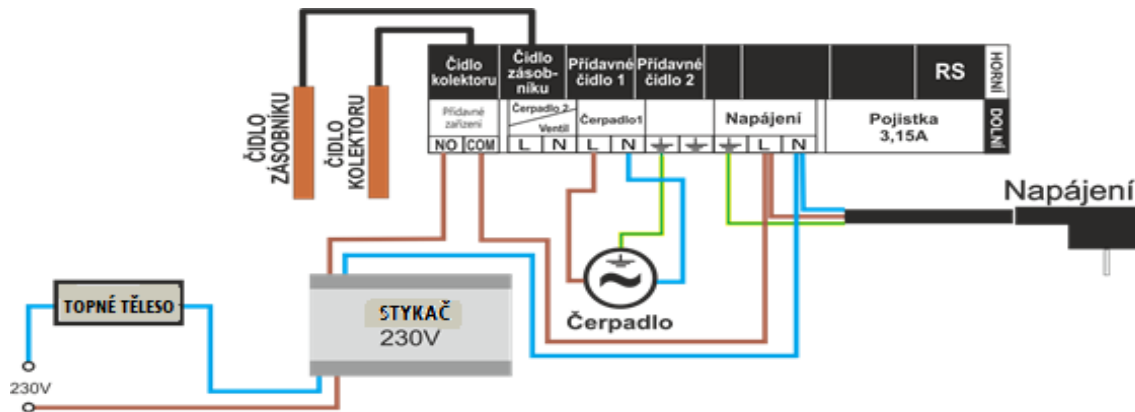 Čidlo
kolektoru
Čidlo
zásob-
níku
Přídavné
čidlo 1
Přídavné
čidlo 2
RS
HORNÍ
Přídavné
zařízení
Čerpadlo 2
Ventil
Čerpadlo1
Napájení
Pojistka
3,15A
DOLNÍ
NO COM L N L N L N
ČIDLO
ZÁSOBNÍKU
ČIDLO
KOLEKTORU
Napájení
TOPNÉ TĚLESO
STYKAČ
230V
Čerpadlo
230V